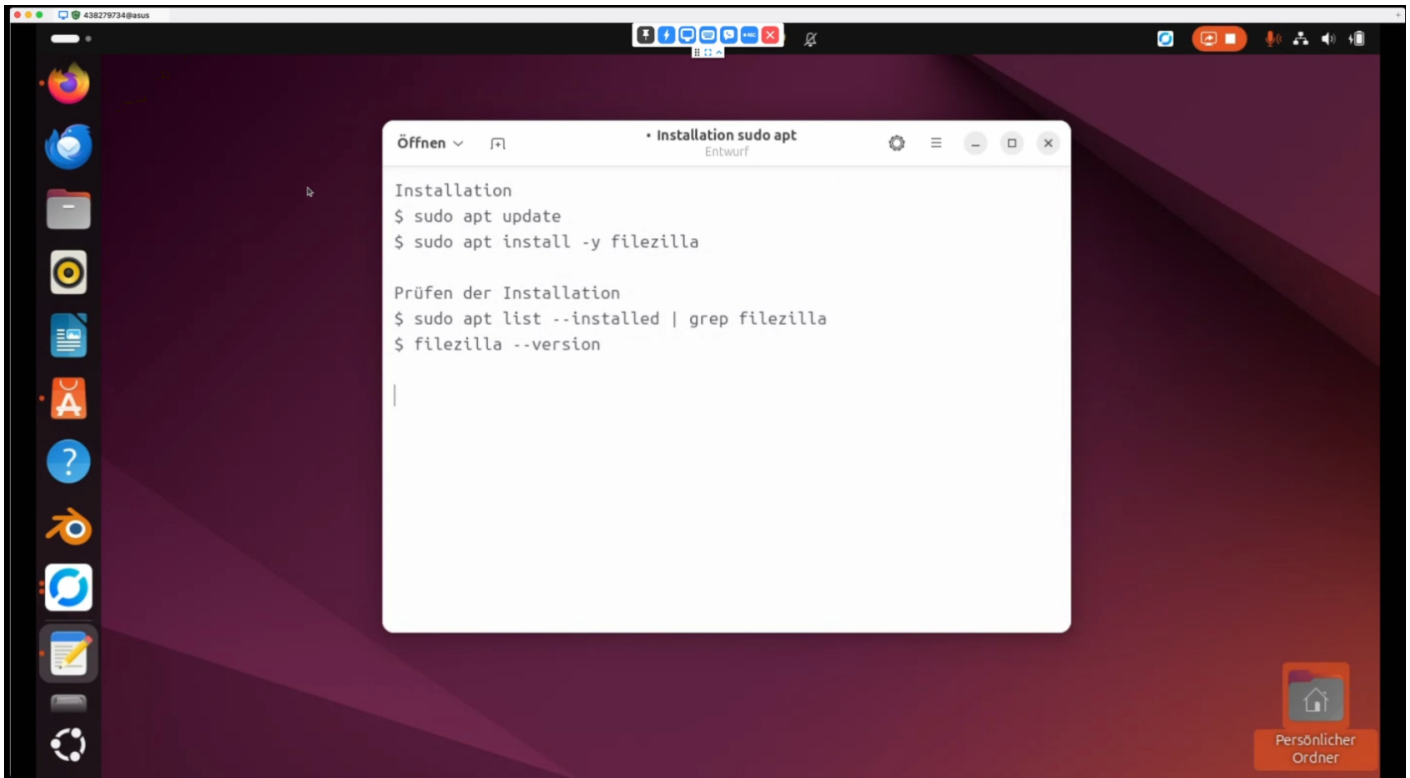 438279734@asus
Öffnen
• Installation sudo apt
Entwurf
Installation
$ sudo apt update
$ sudo apt install -y filezilla
Prüfen der Installation
$ sudo apt list --installed | grep filezilla
$ filezilla --version
Persönlicher
Ordner